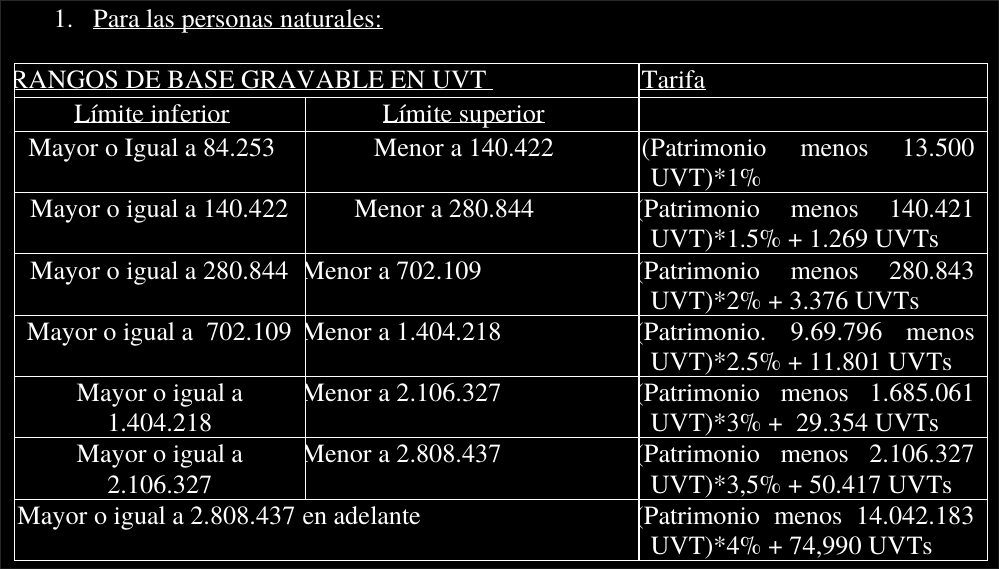 1. Para las personas naturales:
RANGOS DE BASE GRAVABLE EN UVT Tarifa
Límite inferior Límite superior
Mayor o Igual a 84.253 Menor a 140.422 (Patrimonio menos 13.500
UVT)*1%
Mayor o igual a 140.422 Menor a 280.844 (Patrimonio menos 140.421
UVT)*1.5% + 1.269 UVTs
Mayor o igual a 280.844 Menor a 702.109 (Patrimonio menos 280.843
UVT)*2% + 3.376 UVTs
Mayor o igual a 702.109 Menor a 1.404.218 (Patrimonio. 9.69.796 menos
UVT)*2.5% + 11.801 UVTs
Mayor o igual a Menor a 2.106.327 (Patrimonio menos 1.685.061
1.404.218 UVT)*3% + 29.354 UVTs
Mayor o igual a Menor a 2.808.437 (Patrimonio menos 2.106.327
2.106.327 UVT)*3,5% + 50.417 UVTs
Mayor o igual a 2.808.437 en adelante (Patrimonio menos 14.042.183
UVT)*4% + 74,990 UVTs